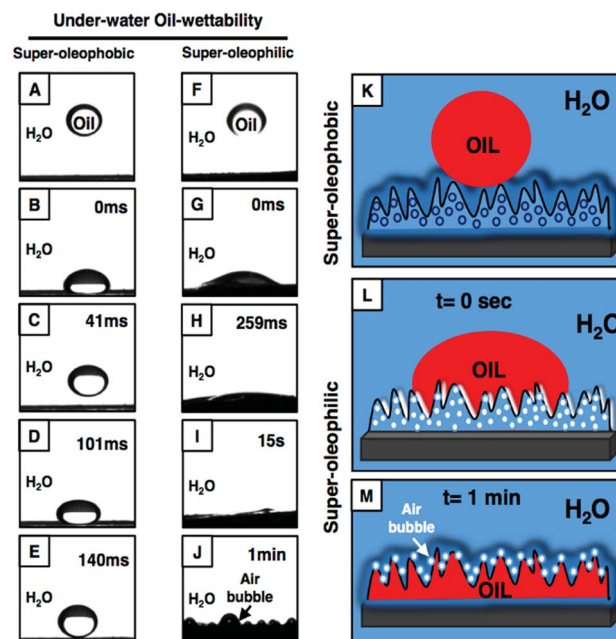 Under-water Oil-wettability
Super-oleophobic
Super-oleophilic
A
H₂O
Oil
B
0ms
H₂O
C
41ms
H₂O
D
101ms
H₂O
E
140ms
H₂O
F
H₂O
Oil
G
0ms
H₂O
H
259ms
H₂O
I
15s
H₂O
J
1min
Air
bubble
H₂O
Super-oleophobic
K
H₂O
OIL
Super-oleophilic
L
t= 0 sec
H₂O
OIL
M
t= 1 min
H₂O
Air
bubble
OIL